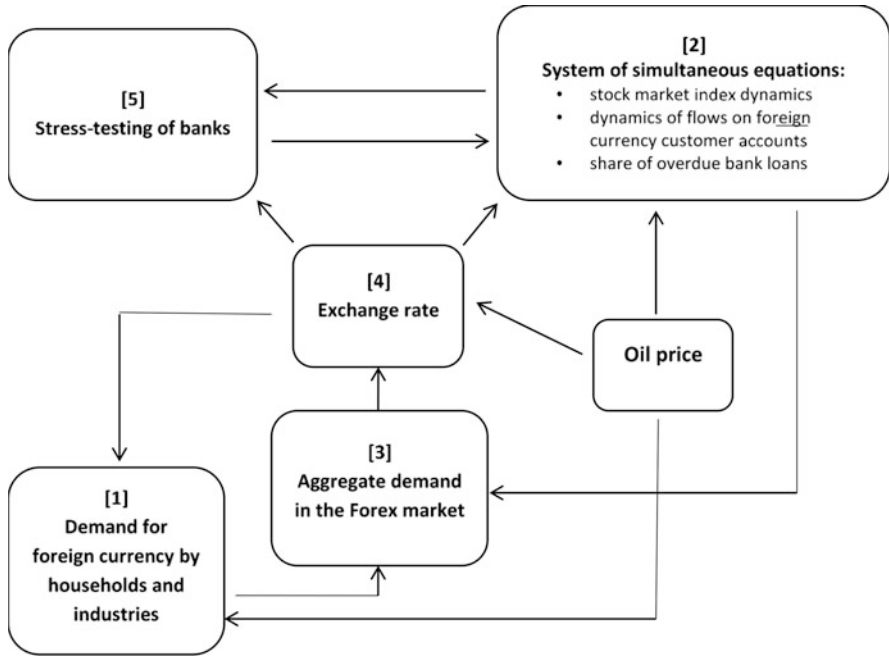 [5]
Stress-testing of banks
[2]
System of simultaneous equations:
• stock market index dynamics
• dynamics of flows on foreign
currency customer accounts
• share of overdue bank loans
[4]
Exchange rate
Oil price
[3]
Aggregate demand
in the Forex market
[1]
Demand for
foreign currency by
households and
industries